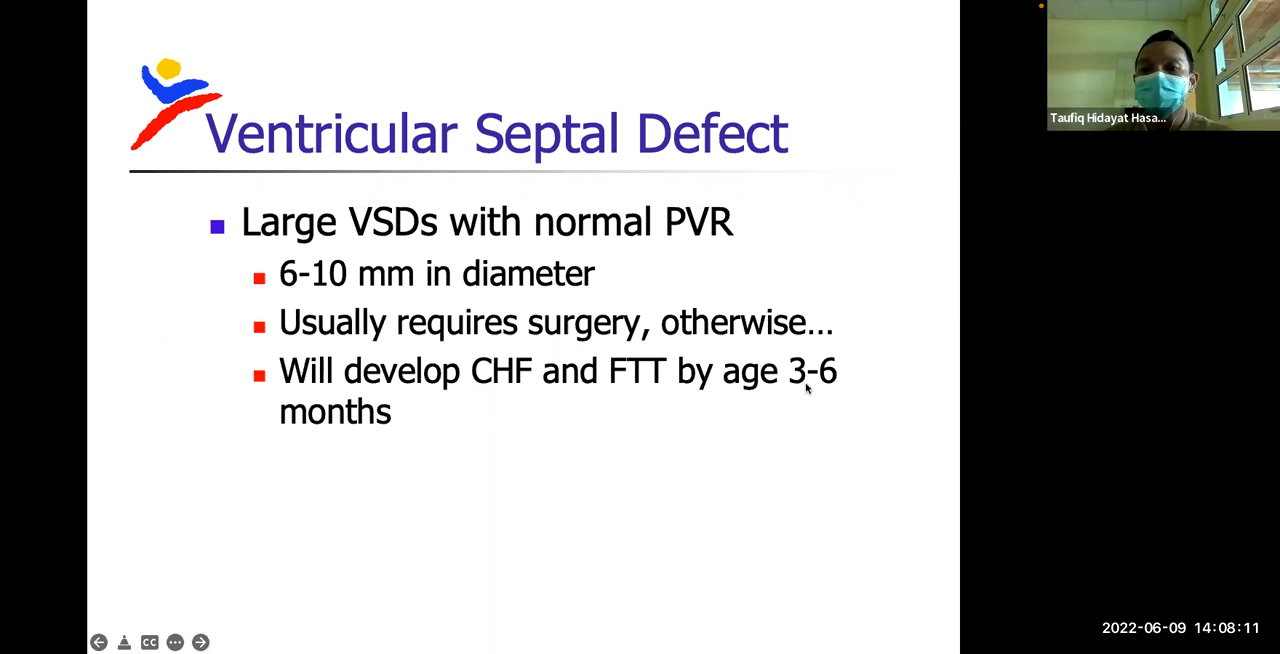 Ventricular Septal Defect
Large VSDs with normal PVR
6-10 mm in diameter
Usually requires surgery, otherwise...
Will develop CHF and FTT by age 3-6
months
Taufiq Hidayat Hasa...
CC
2022-06-09 14:08:11